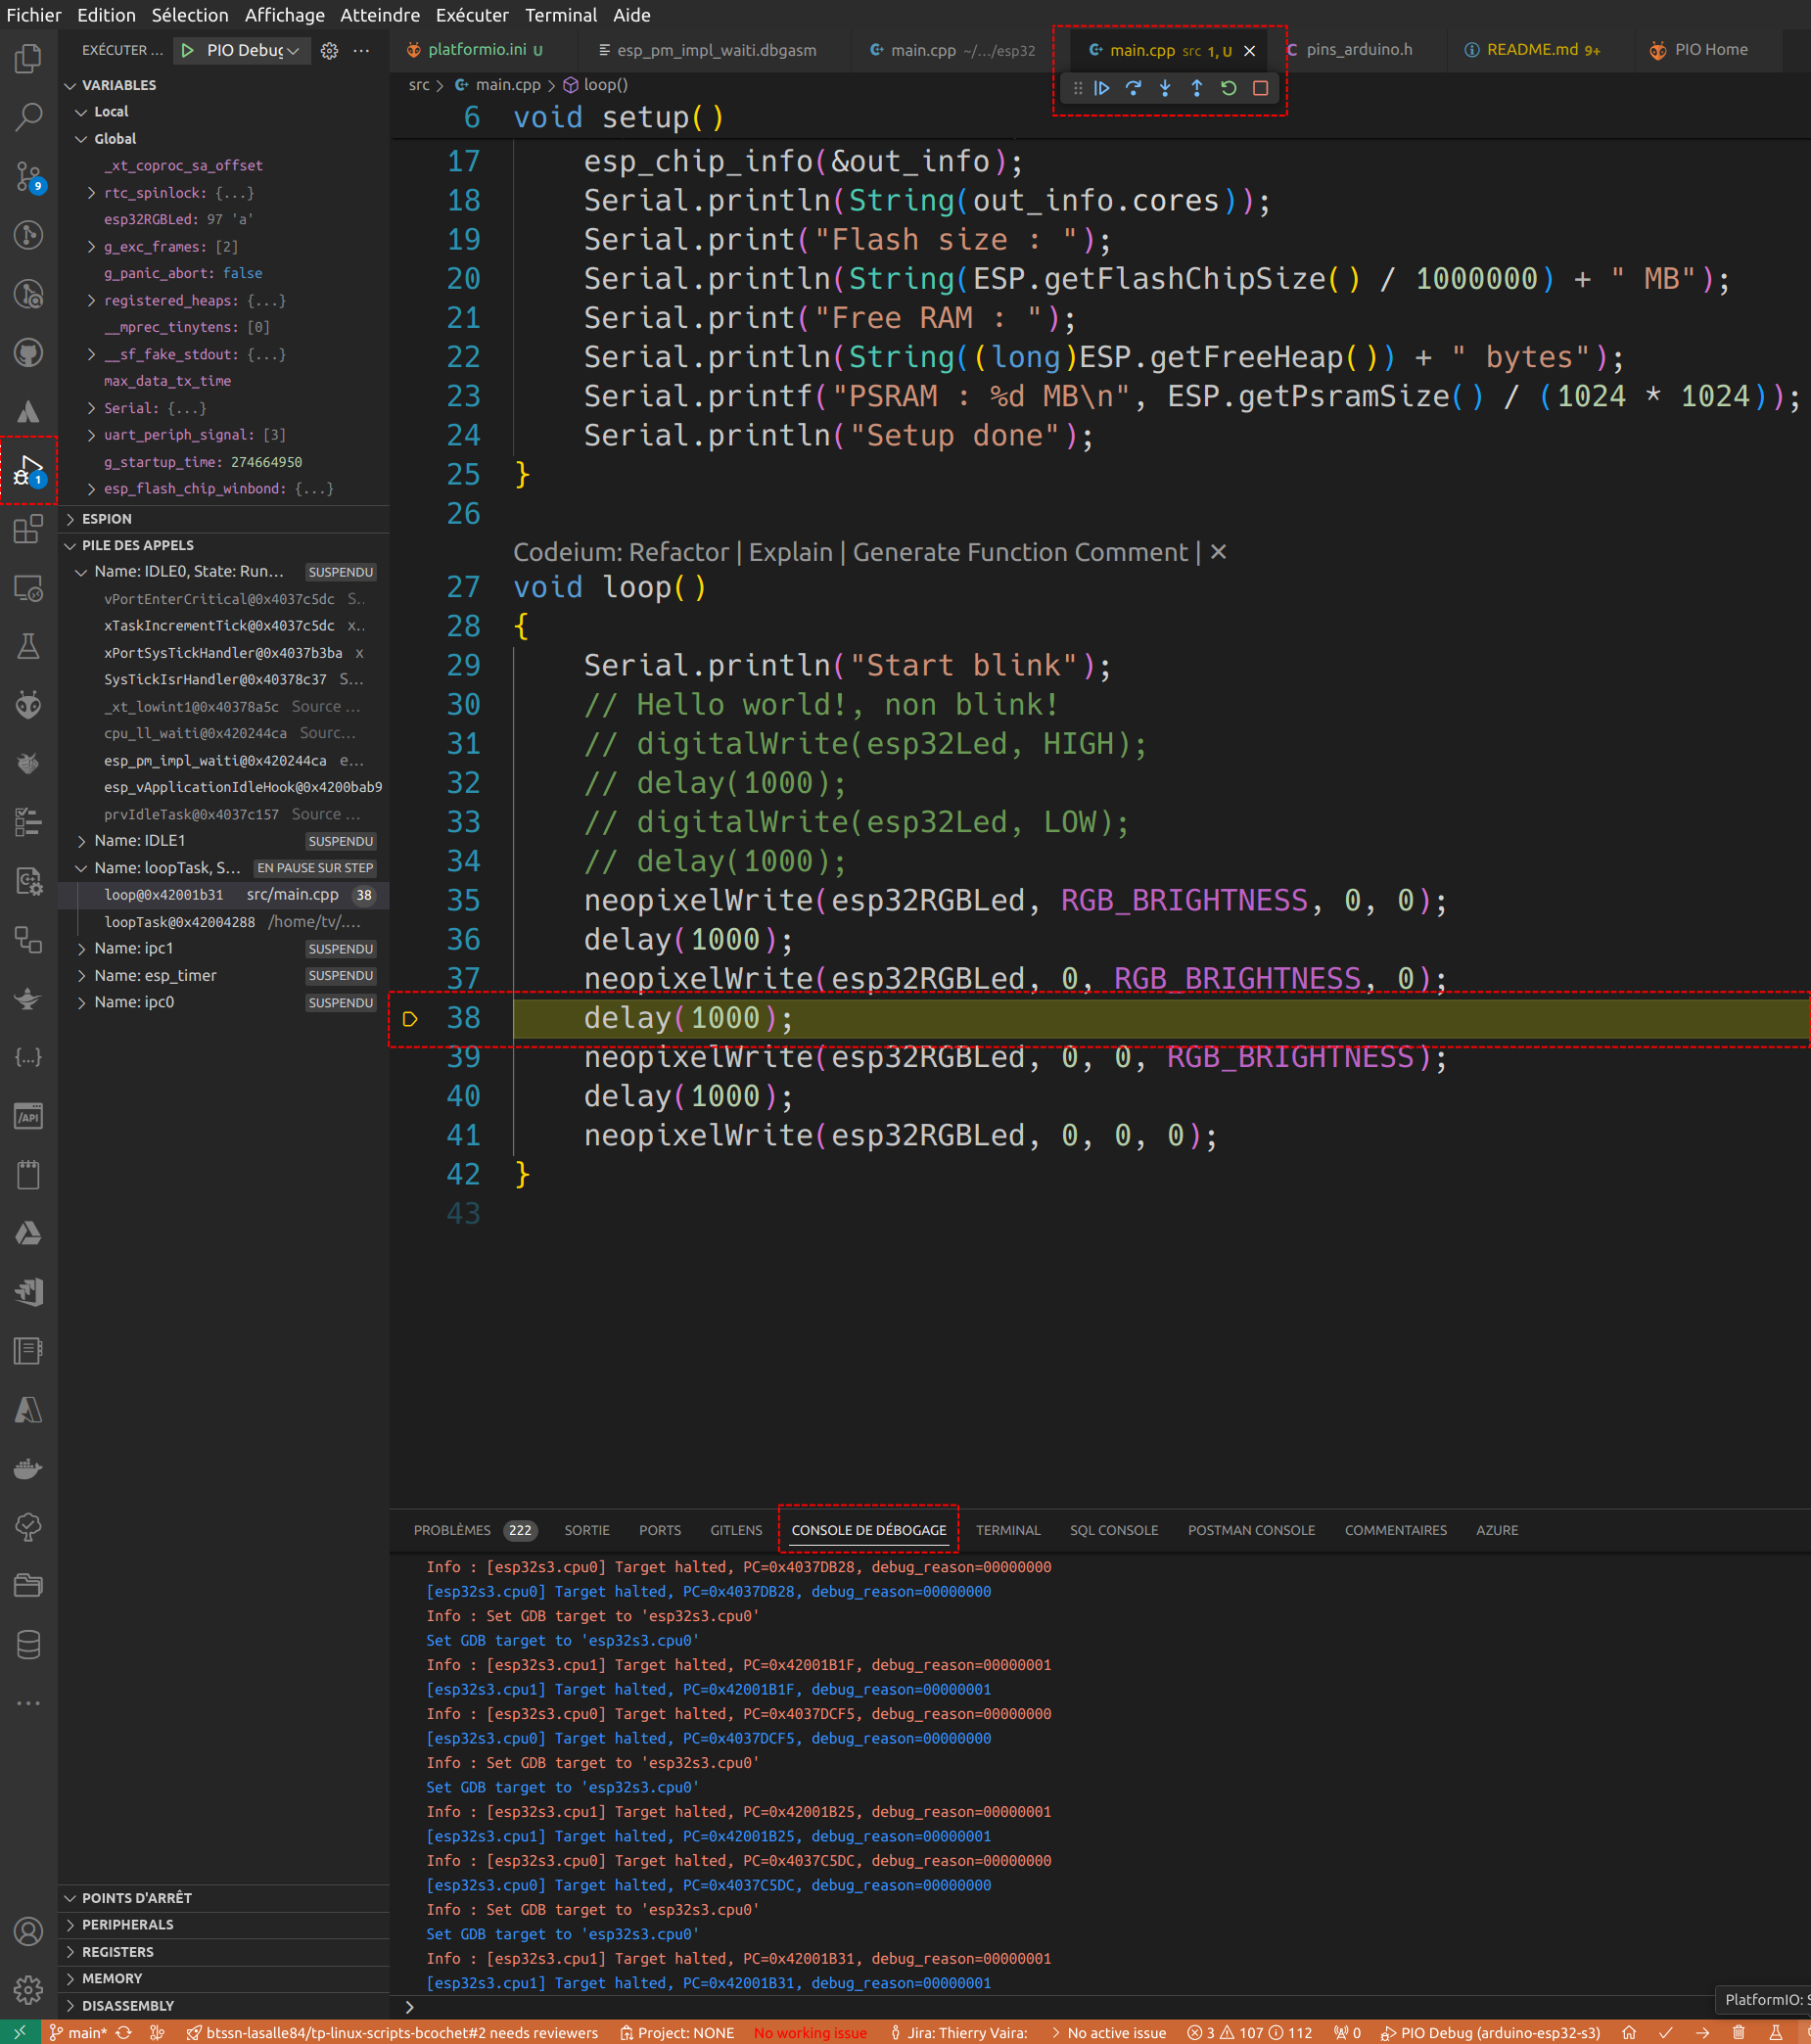 Fichier Edition Sélection Affichage Atteindre Exécuter Terminal Aide
EXÉCUTER ... PIO Debug
platformio.ini U esp_pm_impl_waiti.dbgasm main.cpp ~/.../esp32 main.cpp src 1, U pins_arduino.h README.md 9+ PIO Home
src > main.cpp > loop()
VARIABLES
Local
Global
_xt_coproc_sa_offset
rtc_spinlock: {...}
esp32RGBLed: 97 'a'
g_exc_frames: [2]
g_panic_abort: false
registered_heaps: {...}
__mprec_tinytens: [0]
__sf_fake_stdout: {...}
max_data_tx_time
Serial: {...}
uart_periph_signal: [3]
g_startup_time: 274664950
esp_flash_chip_winbond: {...}
ESPION
PILE DES APPELS
Name: IDLE0, State: Run... SUSPENDU
vPortEnterCritical@0x4037c5dc S..
xTaskIncrementTick@0x4037c5dc x..
xPortSysTickHandler@0x4037b3ba x
SysTickIsrHandler@0x40378c37 S...
_xt_lowint1@0x40378a5c Source ...
cpu_ll_waiti@0x420244ca Sourc...
esp_pm_impl_waiti@0x420244ca e...
esp_vApplicationIdleHook@0x4200bab9
prvIdleTask@0x4037c157 Source ...
Name: IDLE1 SUSPENDU
Name: loopTask, S... EN PAUSE SUR STEP
loop@0x42001b31 src/main.cpp 38
loopTask@0x42004288 /home/tv/....
Name: ipc1 SUSPENDU
Name: esp_timer SUSPENDU
Name: ipc0 SUSPENDU
POINTS D'ARRÊT
PERIPHERALS
REGISTERS
MEMORY
DISASSEMBLY
9
1
6 void setup()
17 esp_chip_info(&out_info);
18 Serial.println(String(out_info.cores));
19 Serial.print("Flash size : ");
20 Serial.println(String(ESP.getFlashChipSize() / 1000000) + " MB");
21 Serial.print("Free RAM : ");
22 Serial.println(String((long)ESP.getFreeHeap()) + " bytes");
23 Serial.printf("PSRAM : %d MB\n", ESP.getPsramSize() / (1024 * 1024));
24 Serial.println("Setup done");
25 }
26
Codeium: Refactor | Explain | Generate Function Comment | ✕
27 void loop()
28 {
29 Serial.println("Start blink");
30 // Hello world!, non blink!
31 // digitalWrite(esp32Led, HIGH);
32 // delay(1000);
33 // digitalWrite(esp32Led, LOW);
34 // delay(1000);
35 neopixelWrite(esp32RGBLed, RGB_BRIGHTNESS, 0, 0);
36 delay(1000);
37 neopixelWrite(esp32RGBLed, 0, RGB_BRIGHTNESS, 0);
38 delay(1000);
39 neopixelWrite(esp32RGBLed, 0, 0, RGB_BRIGHTNESS);
40 delay(1000);
41 neopixelWrite(esp32RGBLed, 0, 0, 0);
42 }
43
PROBLÈMES 222 SORTIE PORTS GITLENS CONSOLE DE DÉBOGAGE TERMINAL SQL CONSOLE POSTMAN CONSOLE COMMENTAIRES AZURE
Info : [esp32s3.cpu0] Target halted, PC=0x4037DB28, debug_reason=00000000
[esp32s3.cpu0] Target halted, PC=0x4037DB28, debug_reason=00000000
Info : Set GDB target to 'esp32s3.cpu0'
Set GDB target to 'esp32s3.cpu0'
Info : [esp32s3.cpu1] Target halted, PC=0x42001B1F, debug_reason=00000001
[esp32s3.cpu1] Target halted, PC=0x42001B1F, debug_reason=00000001
Info : [esp32s3.cpu0] Target halted, PC=0x4037DCF5, debug_reason=00000000
[esp32s3.cpu0] Target halted, PC=0x4037DCF5, debug_reason=00000000
Info : Set GDB target to 'esp32s3.cpu0'
Set GDB target to 'esp32s3.cpu0'
Info : [esp32s3.cpu1] Target halted, PC=0x42001B25, debug_reason=00000001
[esp32s3.cpu1] Target halted, PC=0x42001B25, debug_reason=00000001
Info : [esp32s3.cpu0] Target halted, PC=0x4037C5DC, debug_reason=00000000
[esp32s3.cpu0] Target halted, PC=0x4037C5DC, debug_reason=00000000
Info : Set GDB target to 'esp32s3.cpu0'
Set GDB target to 'esp32s3.cpu0'
Info : [esp32s3.cpu1] Target halted, PC=0x42001B31, debug_reason=00000001
[esp32s3.cpu1] Target halted, PC=0x42001B31, debug_reason=00000001
PlatformIO: S
main* btssn-lasalle84/tp-linux-scripts-bcochet#2 needs reviewers Project: NONE No working issue Jira: Thierry Vaira: No active issue 3 107 112 0 PIO Debug (arduino-esp32-s3)